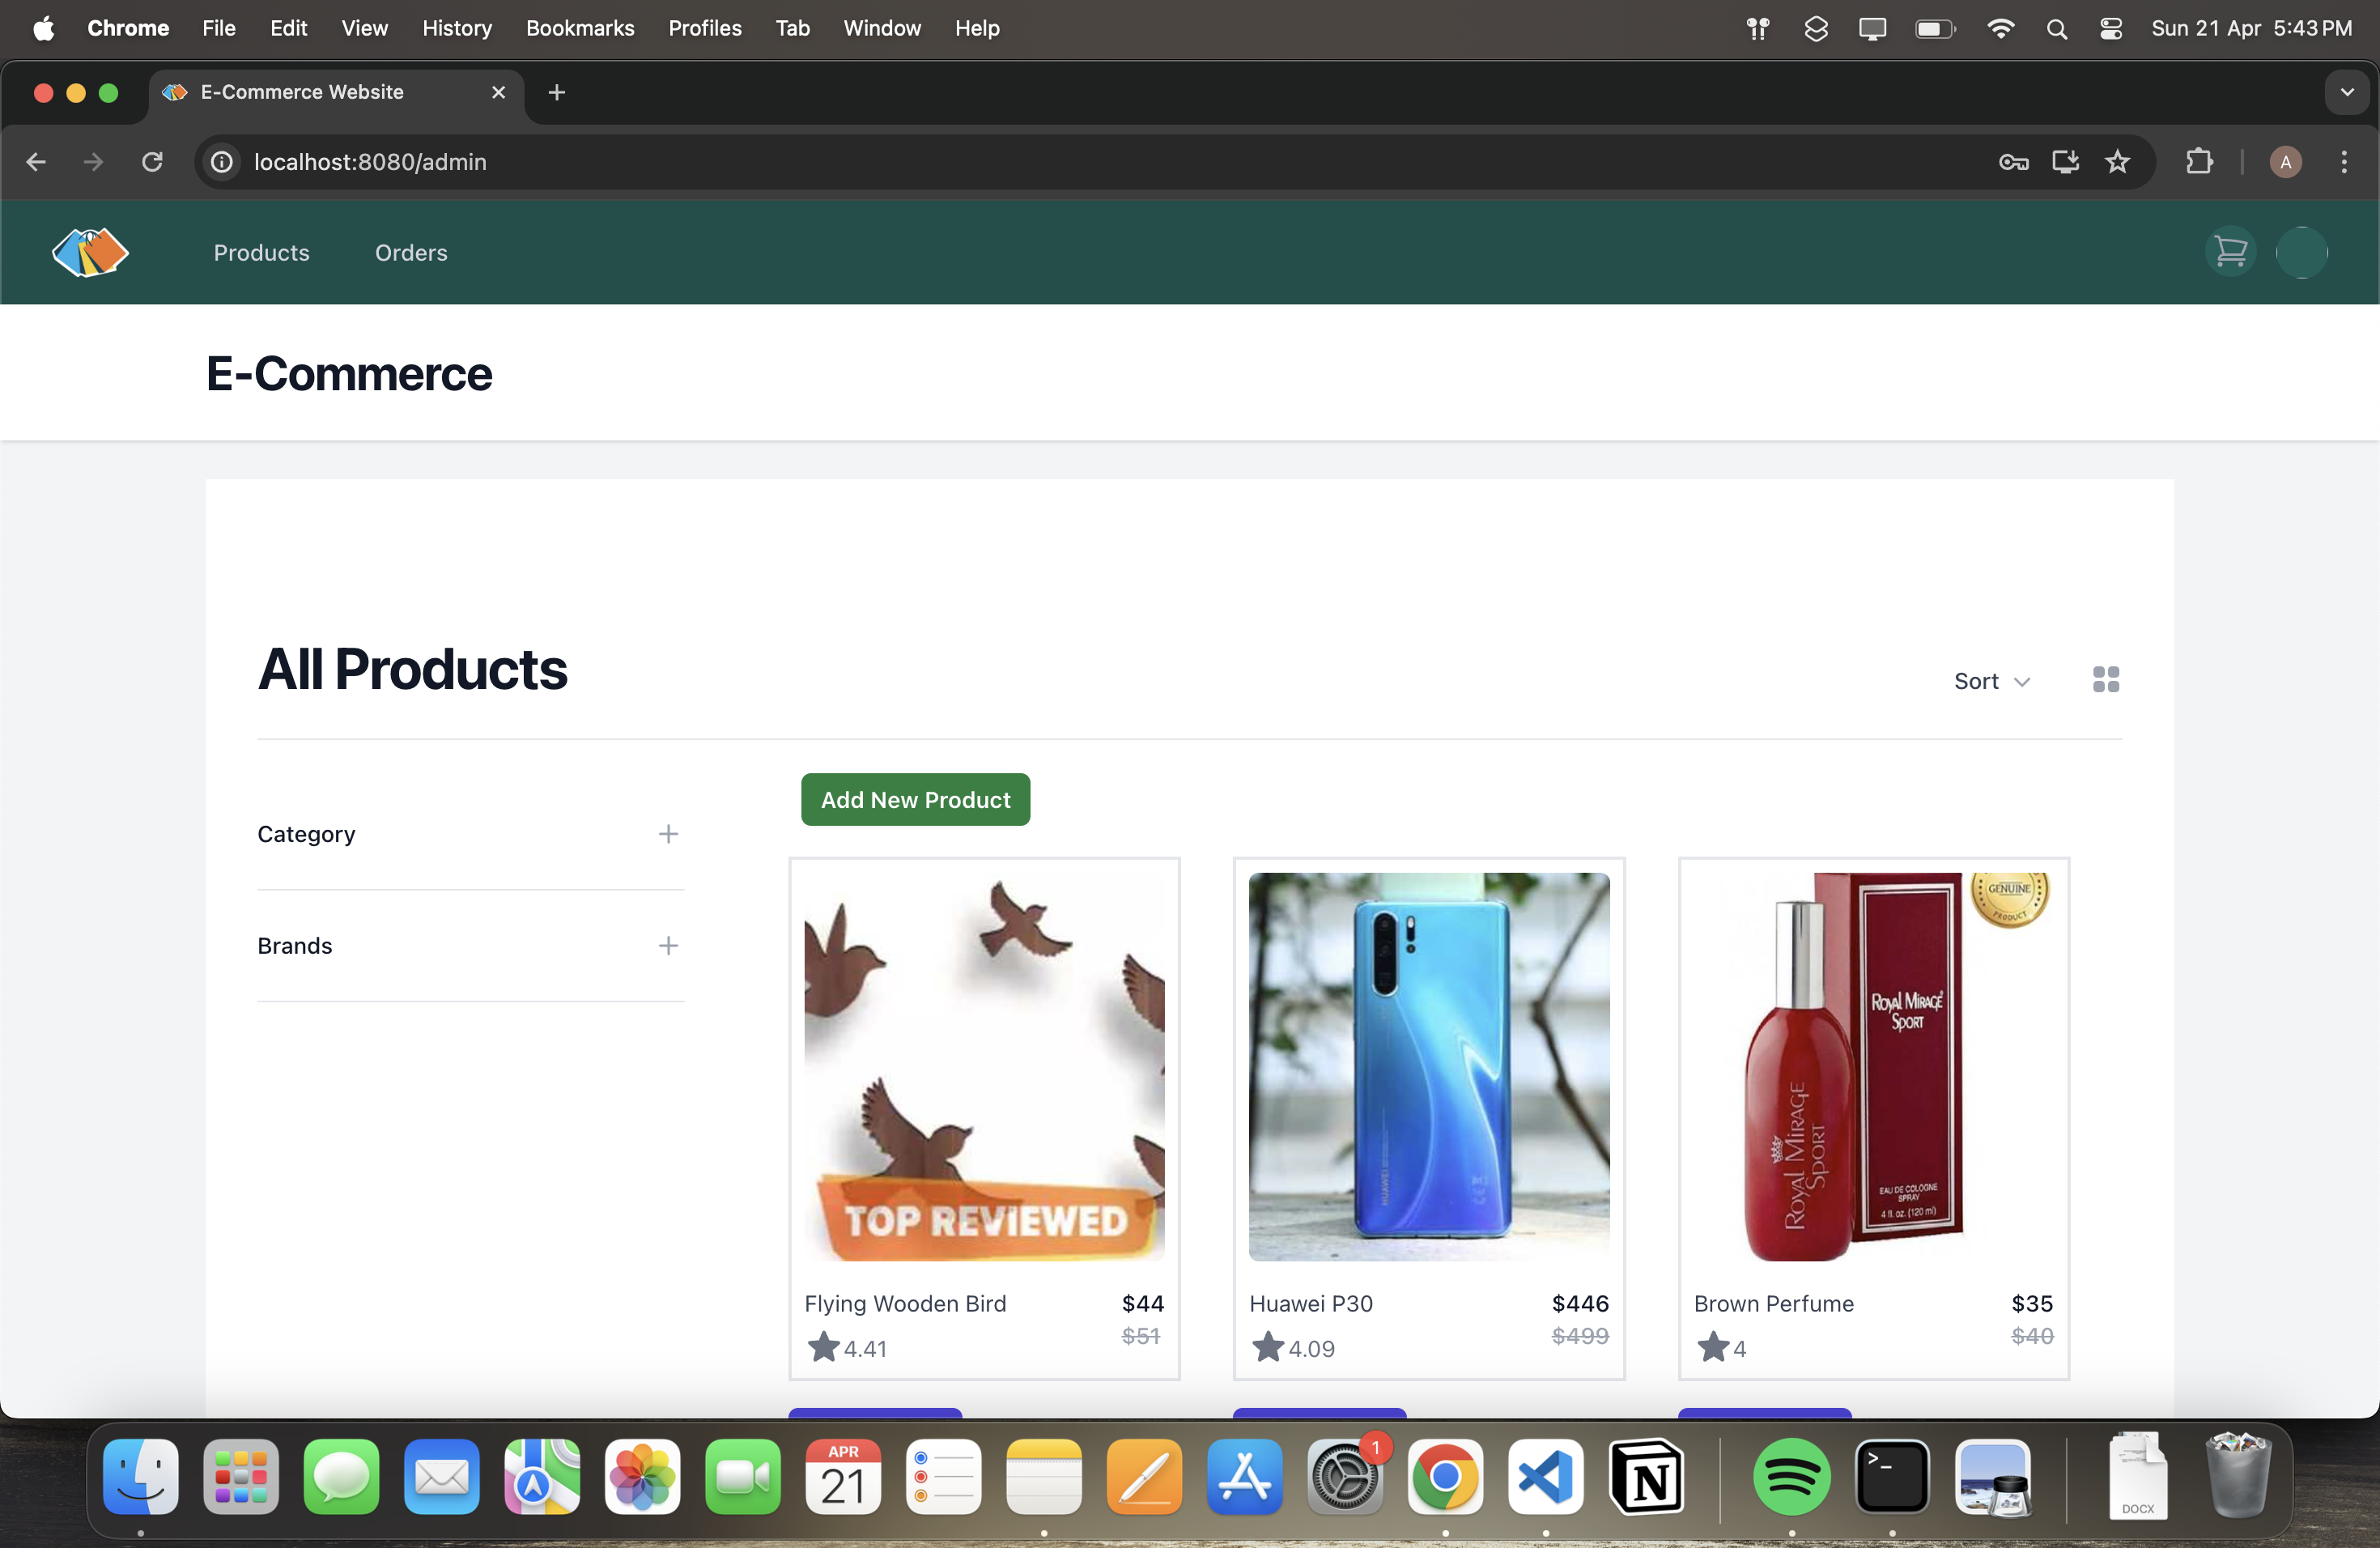 Chrome File Edit View History Bookmarks Profiles Tab Window Help Sun 21 Apr 5:43 PM
E-Commerce Website
localhost:8080/admin A
Products Orders
E-Commerce
All Products
Sort
Add New Product
Category
Brands
TOP REVIEWED
HUAWEI
GENUINE
PRODUCT
ROYAL MIRAGE
SPORT
ROYAL MIRAGE
SPORT
EAU DE COLOGNE
SPRAY
4 fl. oz. (120 ml)
Flying Wooden Bird $44
4.41 $51
Huawei P30 $446
4.09 $499
Brown Perfume $35
4 $40
APR
21
1
N
>_
DOCX